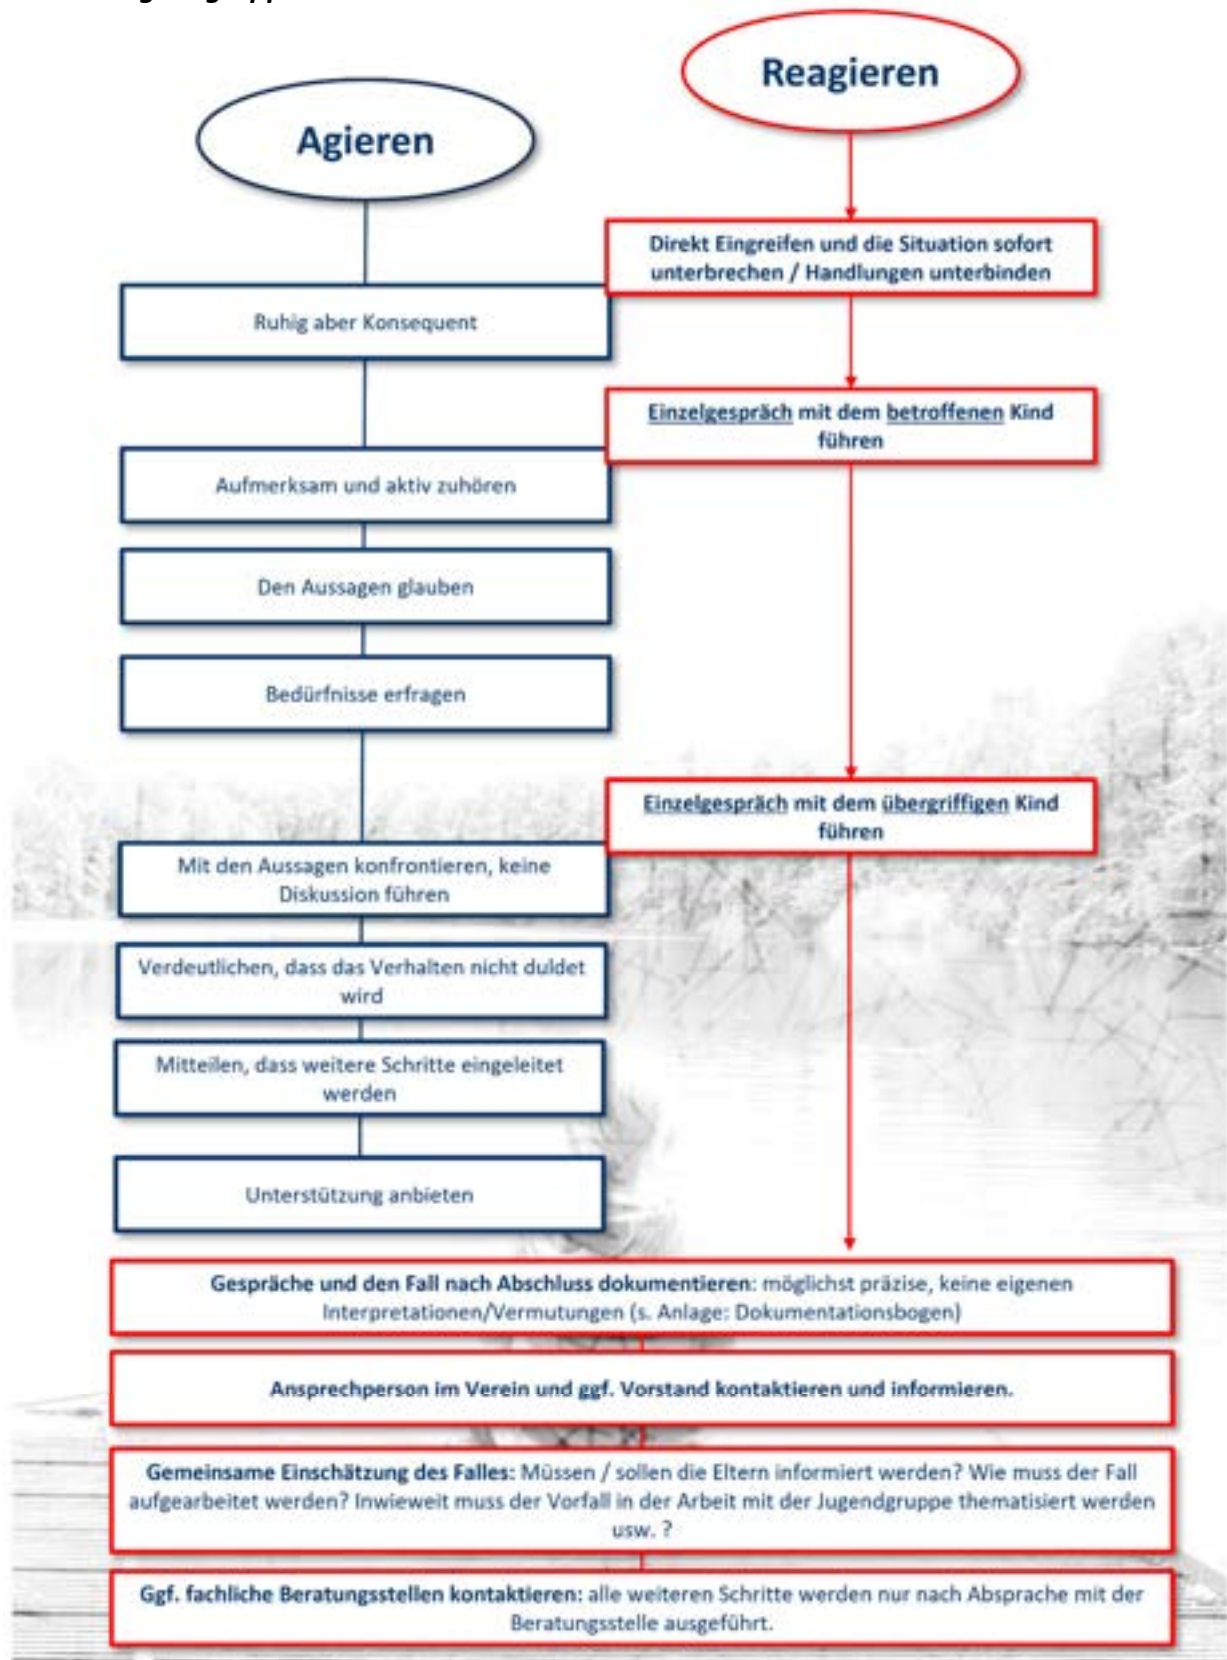 Reagieren
Agieren
Direkt Eingreifen und die Situation sofort
unterbrechen / Handlungen unterbinden
Ruhig aber Konsequent
Einzelgespräch mit dem betroffenen Kind
führen
Aufmerksam und aktiv zuhören
Den Aussagen glauben
Bedürfnisse erfragen
Einzelgespräch mit dem übergriffigen Kind
führen
Mit den Aussagen konfrontieren, keine
Diskussion führen
Verdeutlichen, dass das Verhalten nicht duldet
wird
Mitteilen, dass weitere Schritte eingeleitet
werden
Unterstützung anbieten
Gespräche und den Fall nach Abschluss dokumentieren: möglichst präzise, keine eigenen
Interpretationen/Vermutungen (s. Anlage: Dokumentationsbogen)
Ansprechperson im Verein und ggf. Vorstand kontaktieren und informieren.
Gemeinsame Einschätzung des Falles: Müssen / sollen die Eltern informiert werden? Wie muss der Fall
aufgearbeitet werden? Inwieweit muss der Vorfall in der Arbeit mit der Jugendgruppe thematisiert werden
usw. ?
Ggf. fachliche Beratungsstellen kontaktieren: alle weiteren Schritte werden nur nach Absprache mit der
Beratungsstelle ausgeführt.